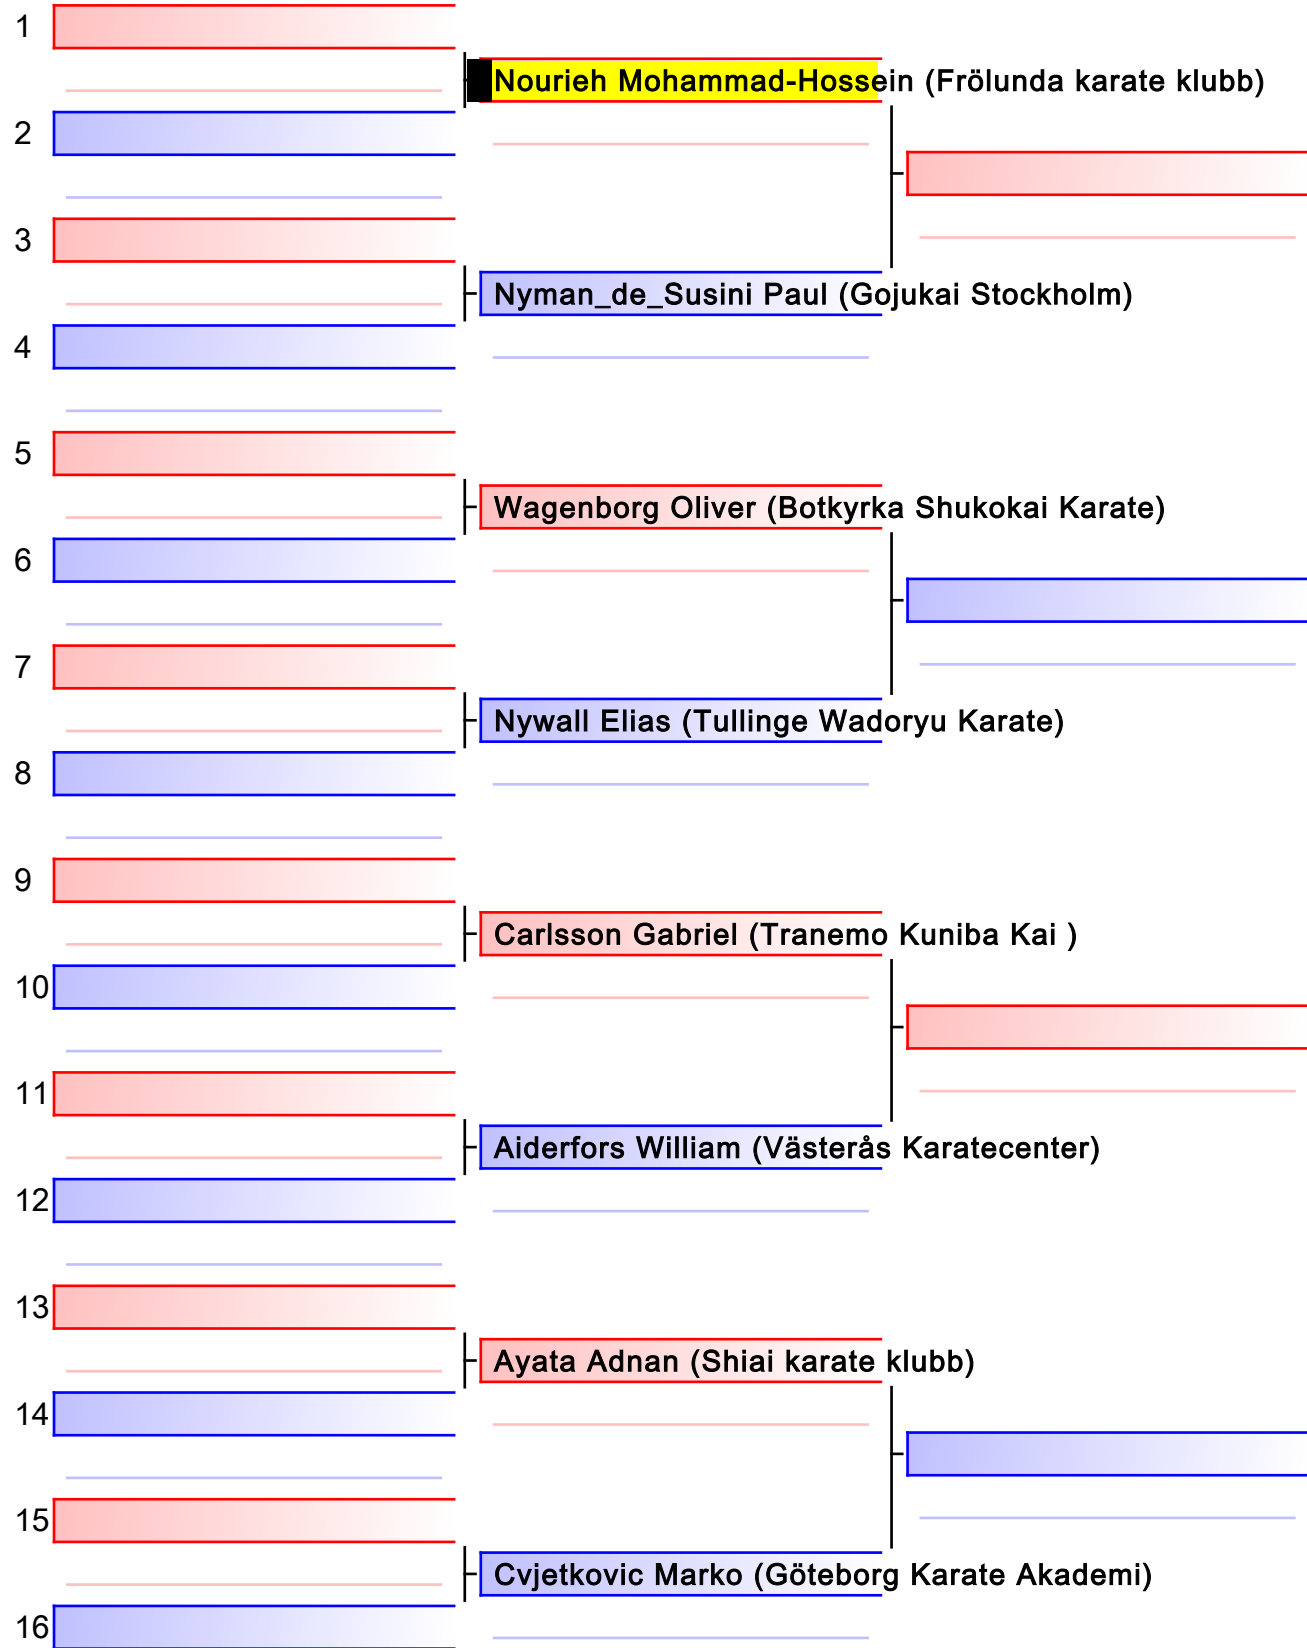 1
Nourieh Mohammad-Hossein (Frölunda karate klubb)
2
3
Nyman_de_Susini Paul (Gojukai Stockholm)
4
5
Wagenborg Oliver (Botkyrka Shukokai Karate)
6
7
Nywall Elias (Tullinge Wadoryu Karate)
8
9
Carlsson Gabriel (Tranemo Kuniba Kai )
10
11
Aiderfors William (Västerås Karatecenter)
12
13
Ayata Adnan (Shiai karate klubb)
14
15
Cvjetkovic Marko (Göteborg Karate Akademi)
16